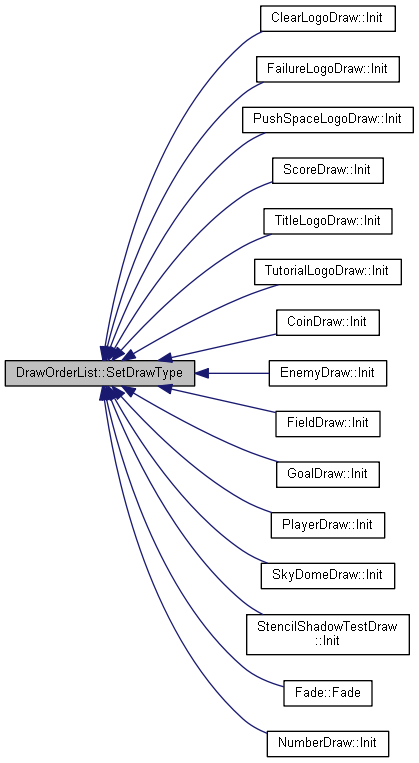 ClearLogoDraw::Init
FailureLogoDraw::Init
PushSpaceLogoDraw::Init
ScoreDraw::Init
TitleLogoDraw::Init
TutorialLogoDraw::Init
CoinDraw::Init
DrawOrderList::SetDrawType
EnemyDraw::Init
FieldDraw::Init
GoalDraw::Init
PlayerDraw::Init
SkyDomeDraw::Init
StencilShadowTestDraw
::Init
Fade::Fade
NumberDraw::Init